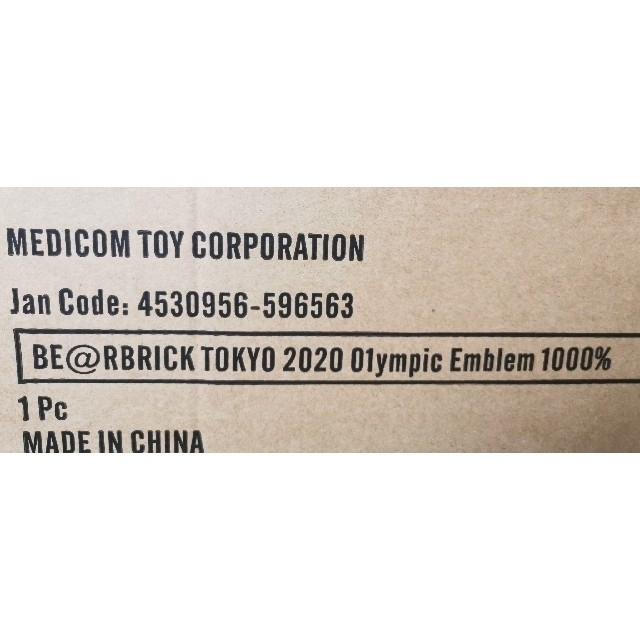 MEDICOM TOY CORPORATION
Jan Code: 4530956-596563
BE@RBRICK TOKYO 2020 01ympic Emblem 1000%
1 Pc
MADE IN CHINA